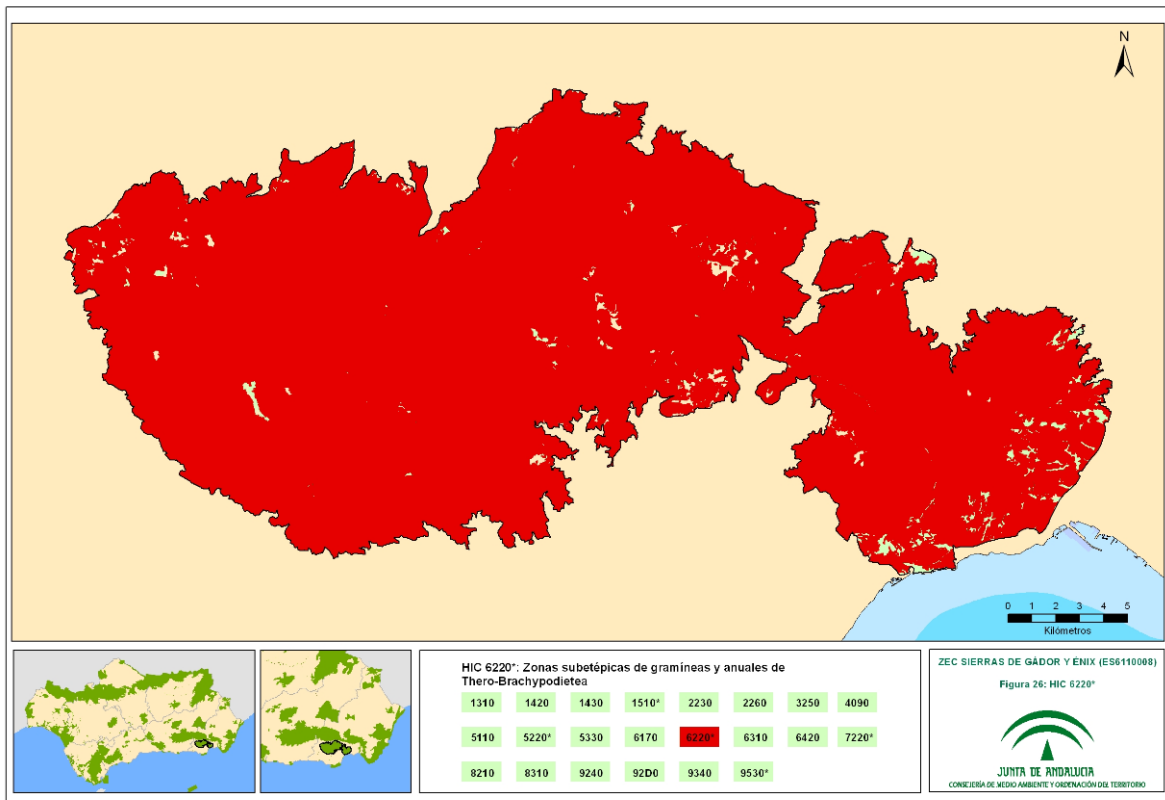 N
0 1 2 3 4 5
Kilómetros
HIC 6220*: Zonas subetépicas de gramíneas y anuales de
Thero-Brachypodietea
1310 1420 1430 1510* 2230 2260 3250 4090
5110 5220* 5330 6170 6220* 6310 6420 7220*
8210 8310 9240 92D0 9340 9530*
ZEC SIERRAS DE GÁDOR Y ÉNIX (ES6110008)
Figura 26: HIC 6220*
JUNTA DE ANDALUCIA
CONSEJERÍA DE MEDIO AMBIENTE Y ORDENACIÓN DEL TERRITORIO